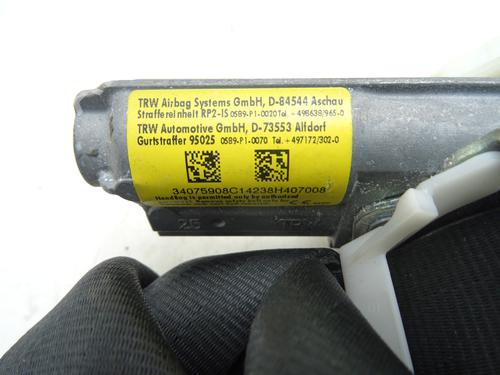 TRW Airbag Systems GmbH, D-84544 Aschau
Straffereinheit RP2-IS 0589-P1-0020 Tel. +498638/965-0
TRW Automotive GmbH, D-73553 Alfdorf
Gurtstraffer 95025 0589-P1-0070 Tel. +497172/302-0
34075908C14238H407008
Handling is permitted only by authorized